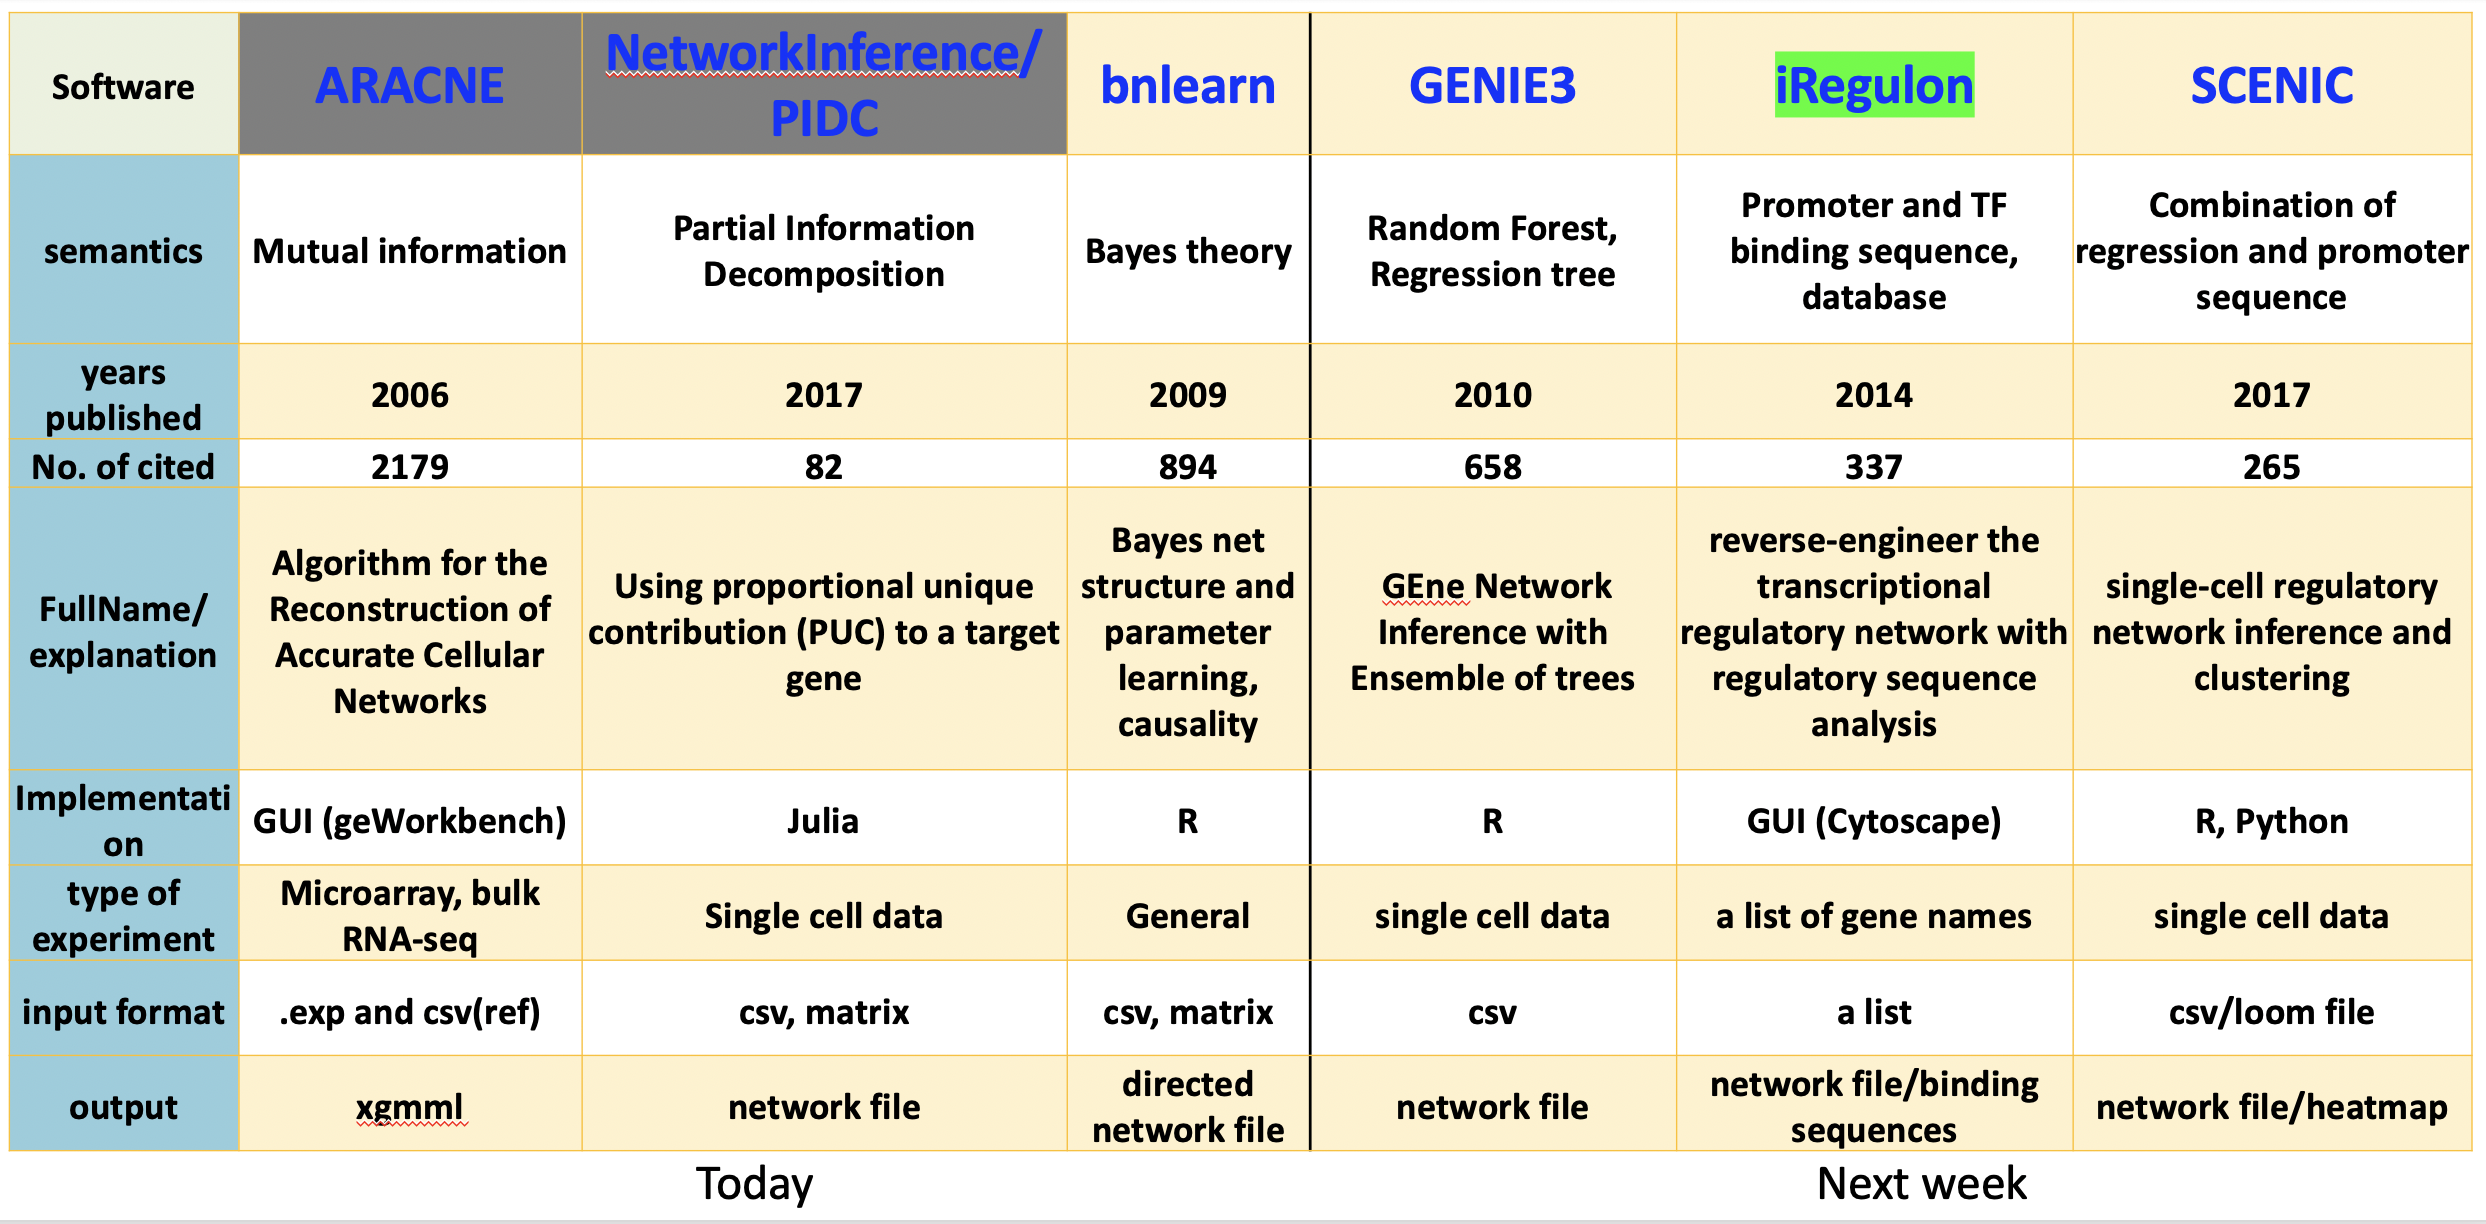 Software
ARACNE
NetworkInference/
PIDC
bnlearn
GENIE3
iRegulon
SCENIC
semantics
Mutual information
Partial Information
Decomposition
Bayes theory
Random Forest,
Regression tree
Promoter and TF
binding sequence,
database
Combination of
regression and promoter
sequence
years
published
2006
2017
2009
2010
2014
2017
No. of cited
2179
82
894
658
337
265
FullName/
explanation
Algorithm for the
Reconstruction of
Accurate Cellular
Networks
Using proportional unique
contribution (PUC) to a target
gene
Bayes net
structure and
parameter
learning,
causality
GEne Network
Inference with
Ensemble of trees
reverse-engineer the
transcriptional
regulatory network with
regulatory sequence
analysis
single-cell regulatory
network inference and
clustering
Implementati
on
GUI (geWorkbench)
Julia
R
R
GUI (Cytoscape)
R, Python
type of
experiment
Microarray, bulk
RNA-seq
Single cell data
General
single cell data
a list of gene names
single cell data
input format
.exp and csv(ref)
csv, matrix
csv, matrix
csv
a list
csv/loom file
output
xgmml
network file
directed
network file
network file
network file/binding
sequences
network file/heatmap
Today
Next week